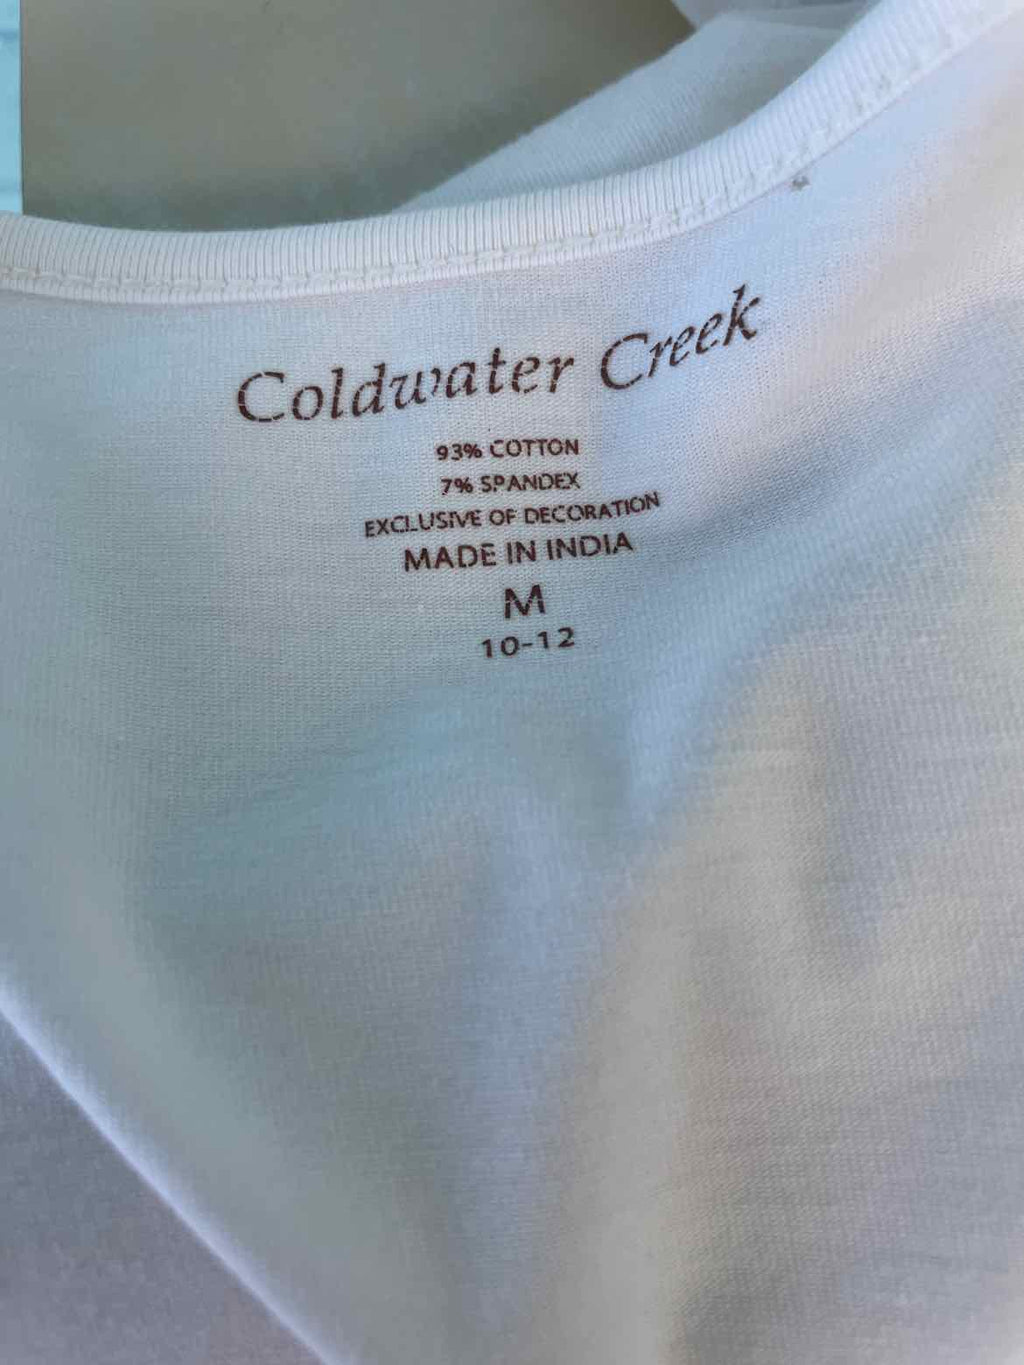 Coldwater Creek
93% COTTON
7% SPANDEX
EXCLUSIVE OF DECORATION
MADE IN INDIA
M
10-12